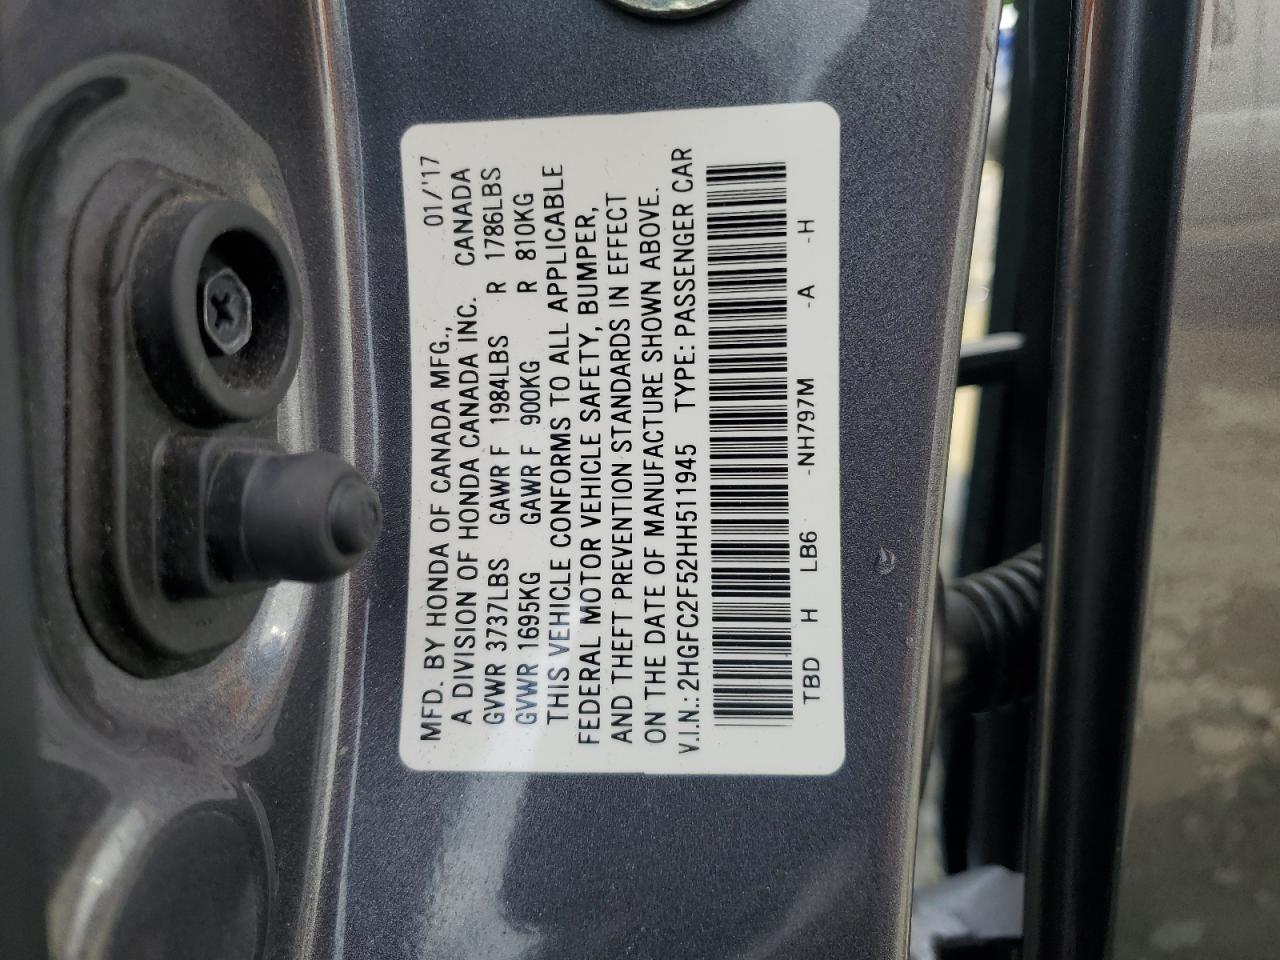 MFD. BY HONDA OF CANADA MFG., 01/'17
A DIVISION OF HONDA CANADA INC. CANADA
GVWR 3737LBS GAWR F 1984LBS R 1786LBS
GVWR 1695KG GAWR F 900KG R 810KG
THIS VEHICLE CONFORMS TO ALL APPLICABLE
FEDERAL MOTOR VEHICLE SAFETY, BUMPER,
AND THEFT PREVENTION STANDARDS IN EFFECT
ON THE DATE OF MANUFACTURE SHOWN ABOVE.
V.I.N.: 2HGFC2F52HH511945 TYPE: PASSENGER CAR
TBD H LB6 -NH797M -A -H